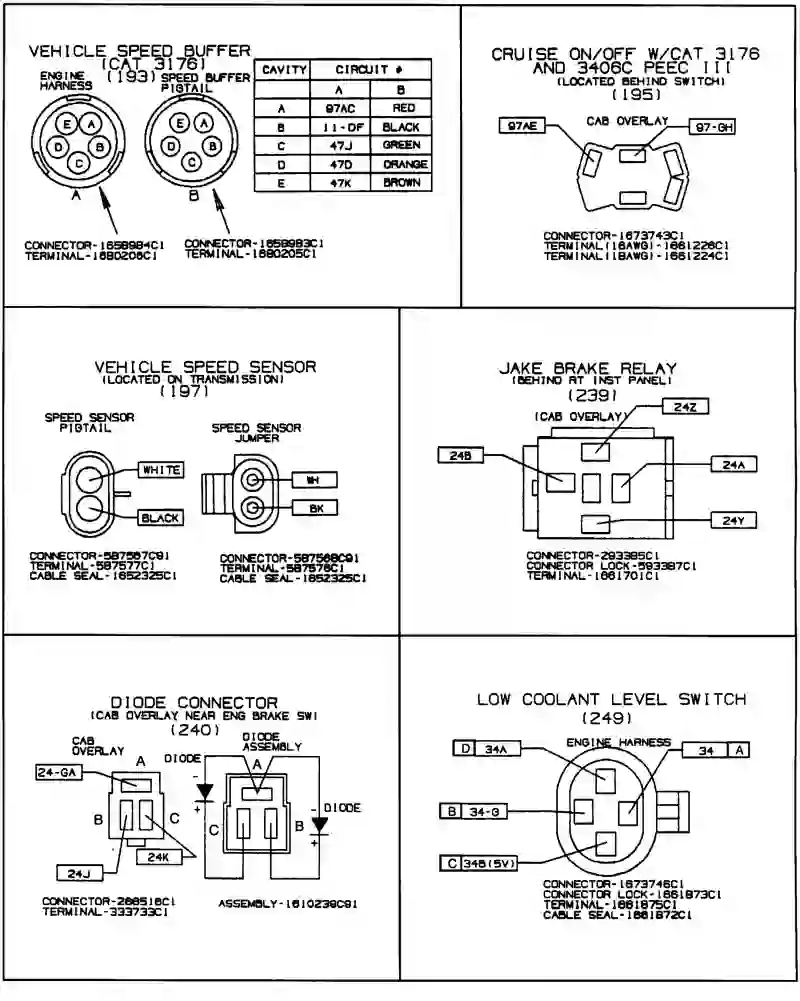 VEHICLE SPEED BUFFER
(CAT 3176)
(193)
ENGINE
HARNESS
SPEED BUFFER
PIGTAIL
E
A
D
B
C
A
E
A
D
B
C
B
CAVITY CIRCUIT #
A B
A 97AC RED
B 11-DF BLACK
C 47J GREEN
D 47D ORANGE
E 47K BROWN
CONNECTOR-1658984C1
TERMINAL-1680206C1
CONNECTOR-1658983C1
TERMINAL-1680205C1
CRUISE ON/OFF W/CAT 3176
AND 3406C PEEC III
(LOCATED BEHIND SWITCH)
(195)
CAB OVERLAY
97AE
97-GH
CONNECTOR-1673743C1
TERMINAL(16AWG)-1661226C1
TERMINAL(18AWG)-1661224C1
VEHICLE SPEED SENSOR
(LOCATED ON TRANSMISSION)
(197)
SPEED SENSOR
PIGTAIL
WHITE
BLACK
SPEED SENSOR
JUMPER
WH
BK
CONNECTOR-587567C91
TERMINAL-587577C1
CABLE SEAL-1652325C1
CONNECTOR-587568C91
TERMINAL-587576C1
CABLE SEAL-1652325C1
JAKE BRAKE RELAY
(BEHIND RT INST PANEL)
(239)
(CAB OVERLAY)
24Z
24B
24A
24Y
CONNECTOR-293385C1
CONNECTOR LOCK-593387C1
TERMINAL-1661701C1
DIODE CONNECTOR
(CAB OVERLAY NEAR ENG BRAKE SW)
(240)
CAB
OVERLAY
24-GA
A
B
C
24J
24K
DIODE
-
+
DIODE
ASSEMBLY
A
C
B
-
DIODE
+
CONNECTOR-266516C1
TERMINAL-333733C1
ASSEMBLY-1610239C91
LOW COOLANT LEVEL SWITCH
(249)
ENGINE HARNESS
D 34A
34 A
B 34-G
C 34B(5V)
CONNECTOR-1673746C1
CONNECTOR LOCK-1661873C1
TERMINAL-1661875C1
CABLE SEAL-1661872C1